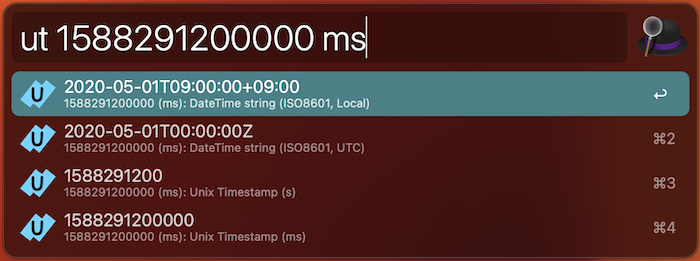 ut 1588291200000 ms
U 2020-05-01T09:00:00+09:00 ↩
1588291200000 (ms): DateTime string (ISO8601, Local)
U 2020-05-01T00:00:00Z ⌘2
1588291200000 (ms): DateTime string (ISO8601, UTC)
U 1588291200 ⌘3
1588291200000 (ms): Unix Timestamp (s)
U 1588291200000 ⌘4
1588291200000 (ms): Unix Timestamp (ms)